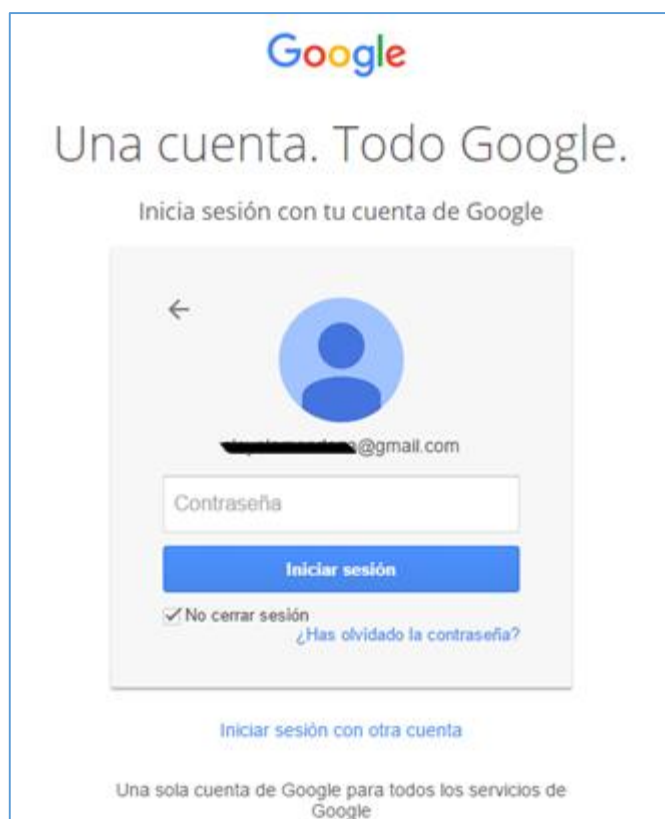 Google
Una cuenta. Todo Google.
Inicia sesión con tu cuenta de Google
@gmail.com
Contraseña
Iniciar sesión
No cerrar sesión
¿Has olvidado la contraseña?
Iniciar sesión con otra cuenta
Una sola cuenta de Google para todos los servicios de
Google